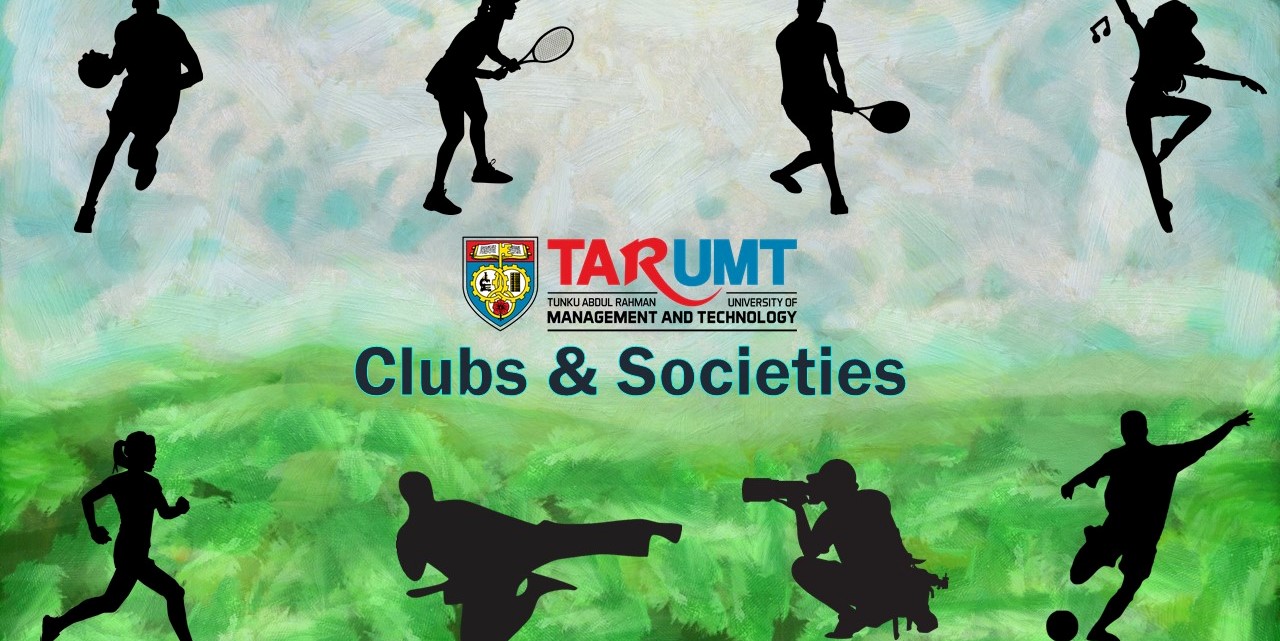 TARUMT
TUNKU ABDUL RAHMAN UNIVERSITY OF
MANAGEMENT AND TECHNOLOGY
Clubs & Societies